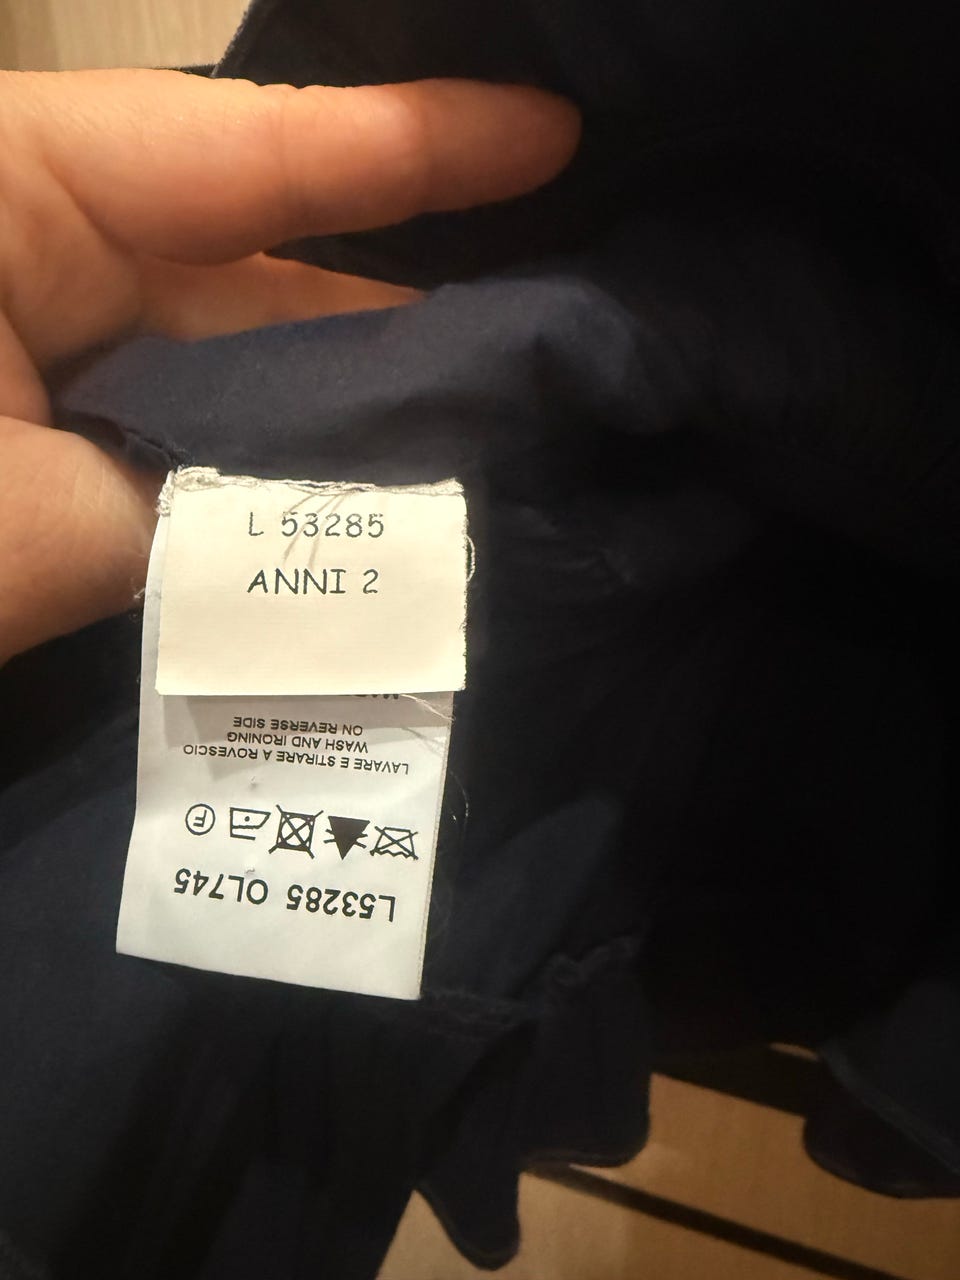 L 53285
ANNI 2
L53285 OL745
F
LAVARE E STIRARE A ROVESCIO
WASH AND IRONING
ON REVERSE SIDE